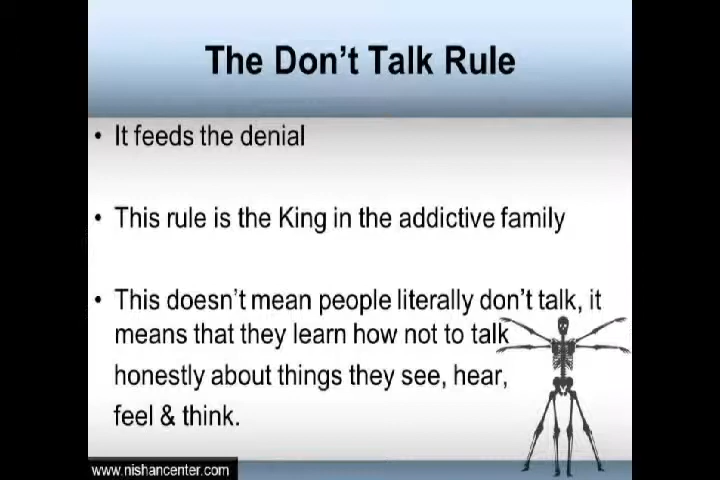 The Don't Talk Rule
• It feeds the denial
• This rule is the King in the addictive family
• This doesn't mean people literally don't talk, it
means that they learn how not to talk
honestly about things they see, hear,
feel & think.
www.nishancenter.com